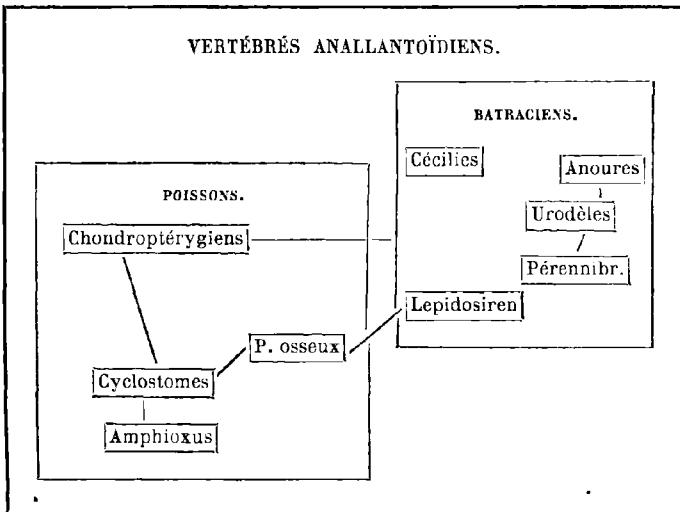 VERTÉBRÉS ANALLANTOÏDIENS.
BATRACIENS.
Cécilies
Anoures
Urodèles
Pérennibr.
Lepidosiren
POISSONS.
Chondroptérygiens
P. osseux
Cyclostomes
Amphioxus